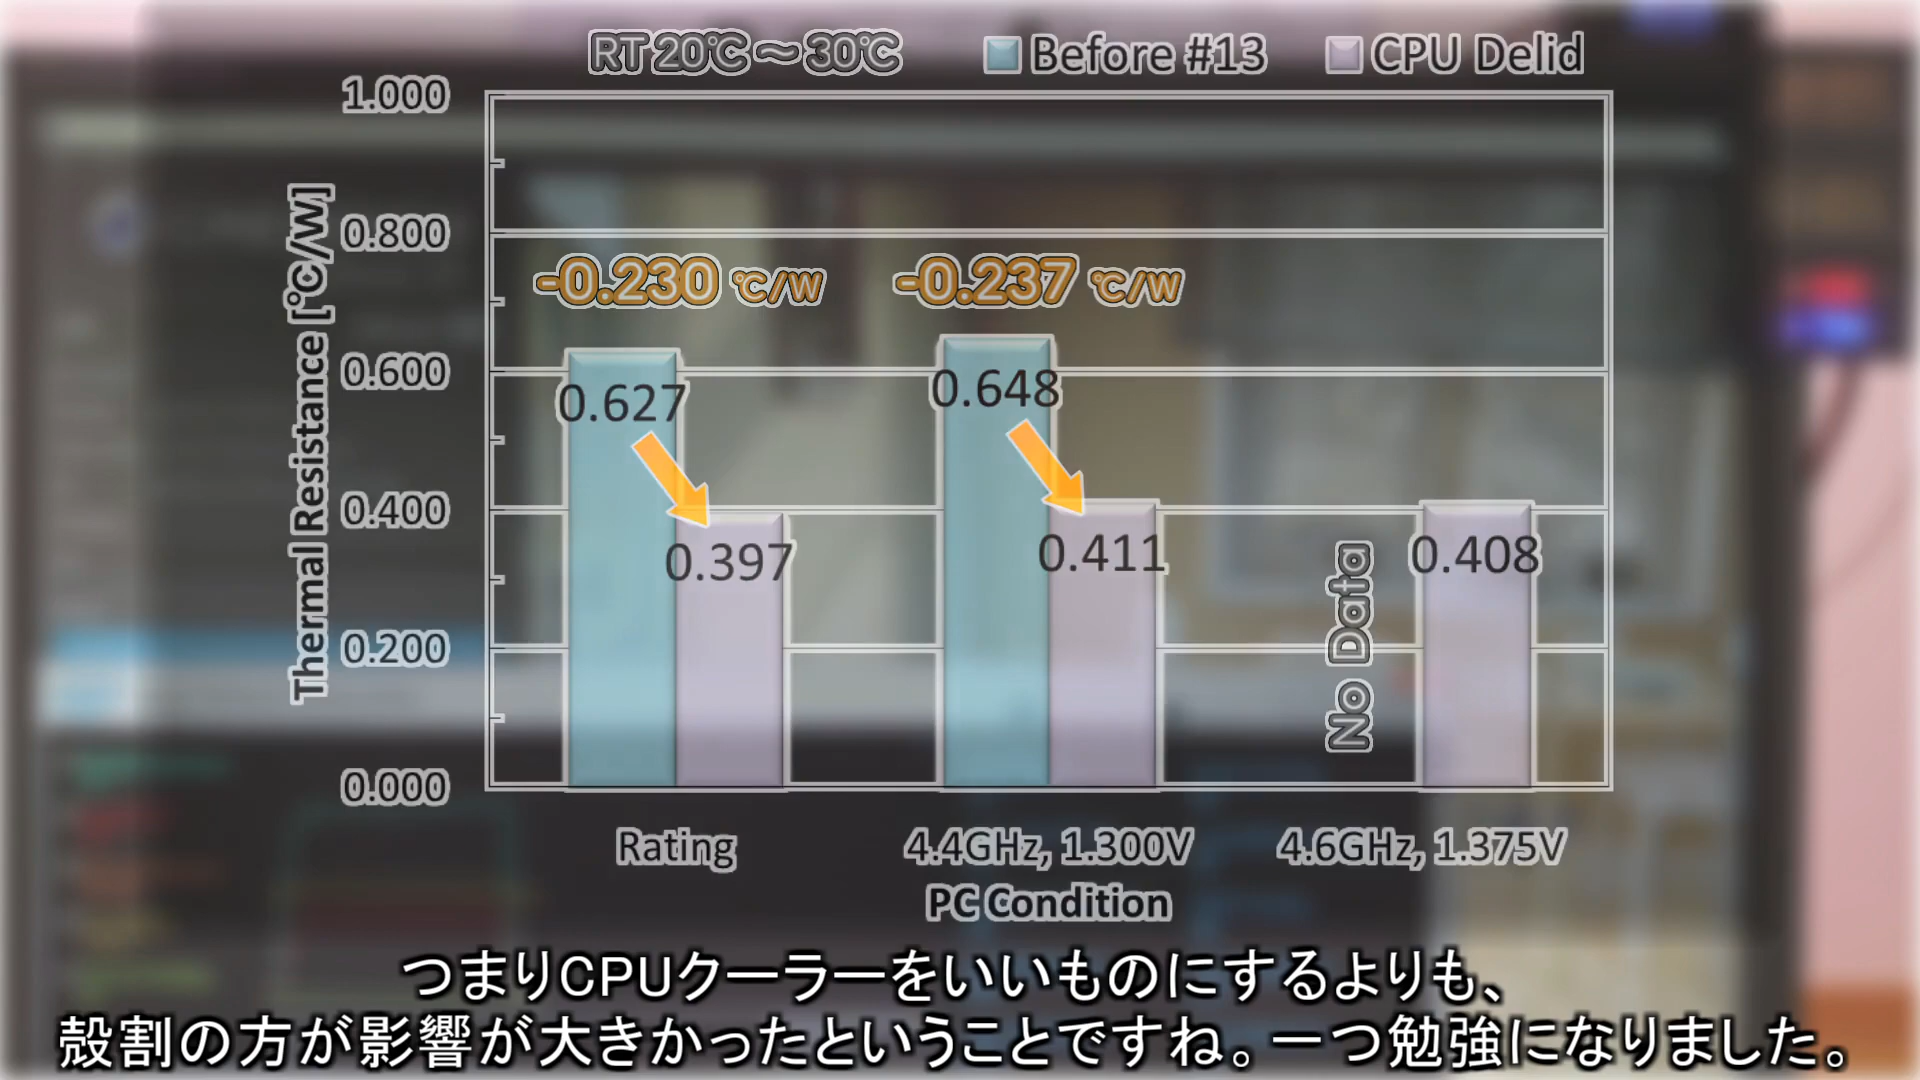 RT 20℃～30℃
Before #13
CPU Delid
1.000
0.800
0.600
0.400
0.200
0.000
Thermal Resistance [℃/W]
-0.230 ℃/W
-0.237 ℃/W
0.627
0.397
0.648
0.411
No Data
0.408
Rating
4.4GHz, 1.300V
4.6GHz, 1.375V
PC Condition
つまりCPUクーラーをいいものにするよりも、
殻割の方が影響が大きかったということですね。一つ勉強になりました。